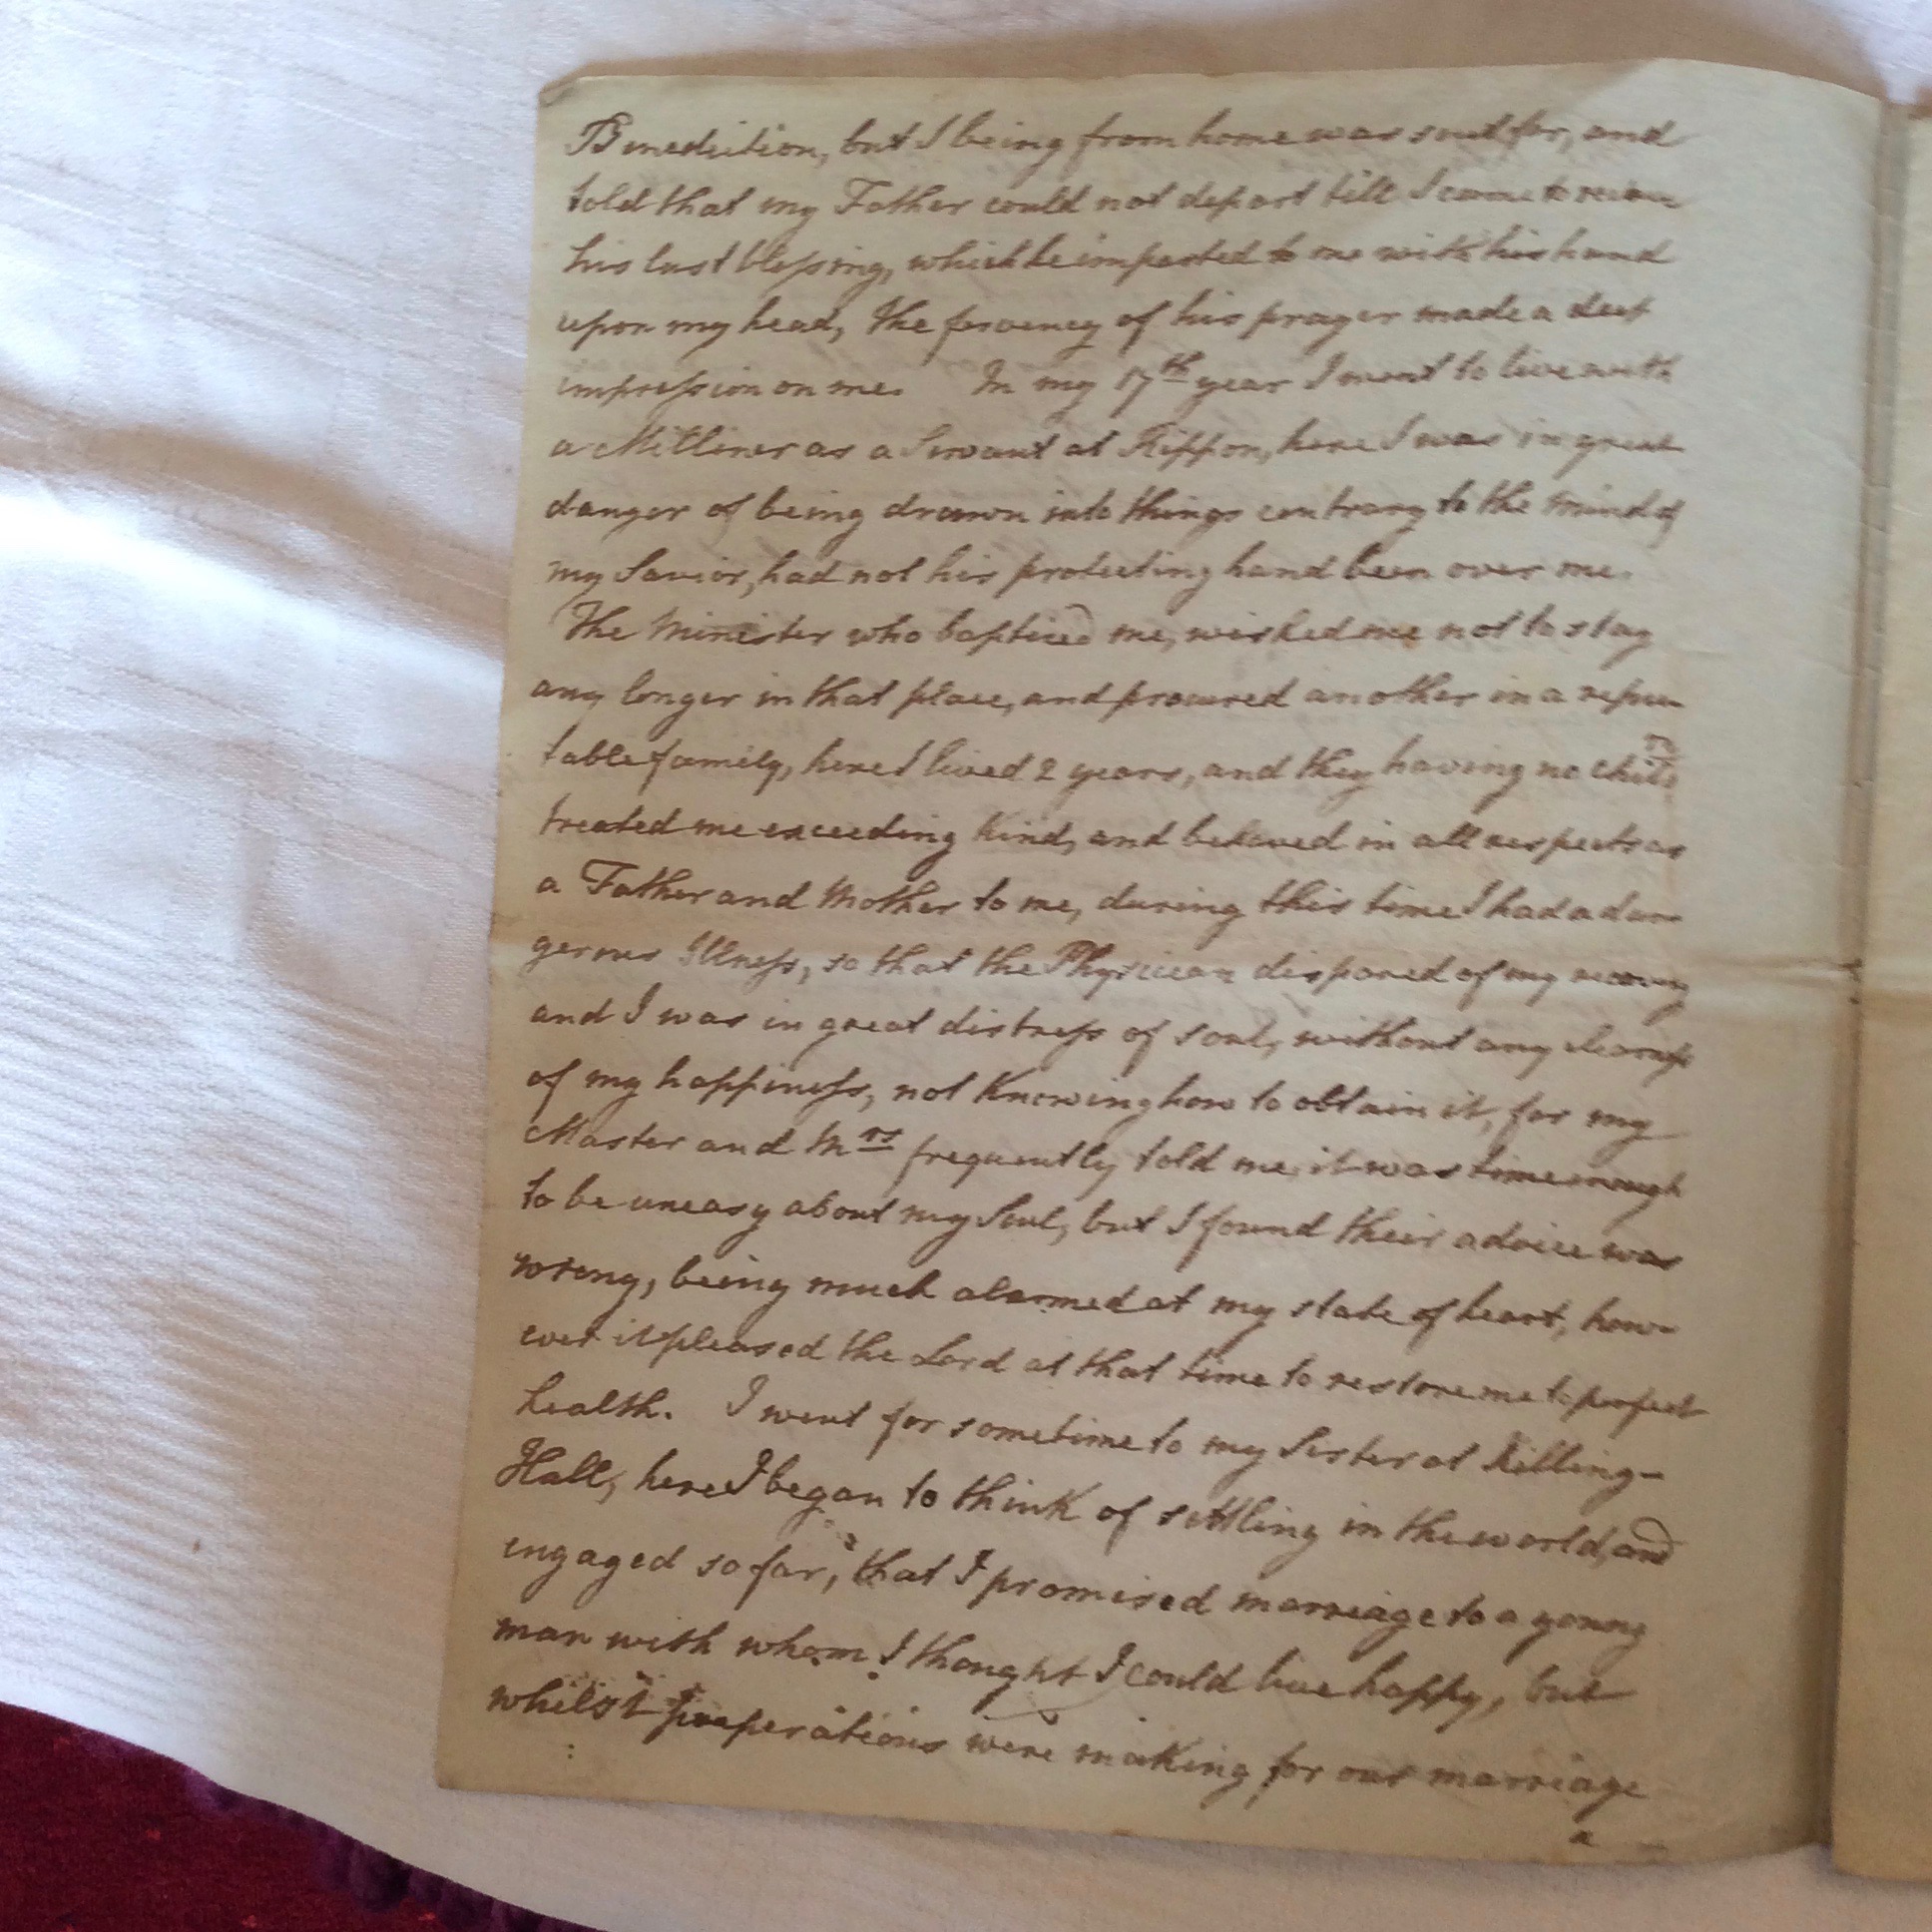 Benediction, but I being from home was sent for, and
told that my Father could not depart till I came to receive
his last blessing, which he imparted to me with his hand
upon my head, the fervency of his prayer made a deep
impression on me. In my 17th year I went to live with
a Milliner as a Servant at Rippon, here I was in great
danger of being drawn into things contrary to the mind of
my Savior, had not his protecting hand been over me.
The Minister who baptized me, wished me not to stay
any longer in that place, and procured another in a repu-
table family, here I lived 2 years, and they having no childn
treated me exceeding kind, and behaved in all respects as
a Father and Mother to me, during this time I had a dan-
gerous Illness, so that the Physician dispared of my recovery
and I was in great distress of soul, without any clearness
of my happiness, not knowing how to obtain it, for my
Master and Mrs frequently told me, it was time enough
to be uneasy about my Soul, but I found their advice was
wrong, being much alarmed at my state of heart, how-
ever it pleased the Lord at that time to restore me to perfect
health. I went for sometime to my Sister at Killing-
Hall, here I began to think of settling in the world, and
engaged so far, that I promised marriage to a young
man with whom I thought I could live happy, but
whilst preperations were making for our marriage
a